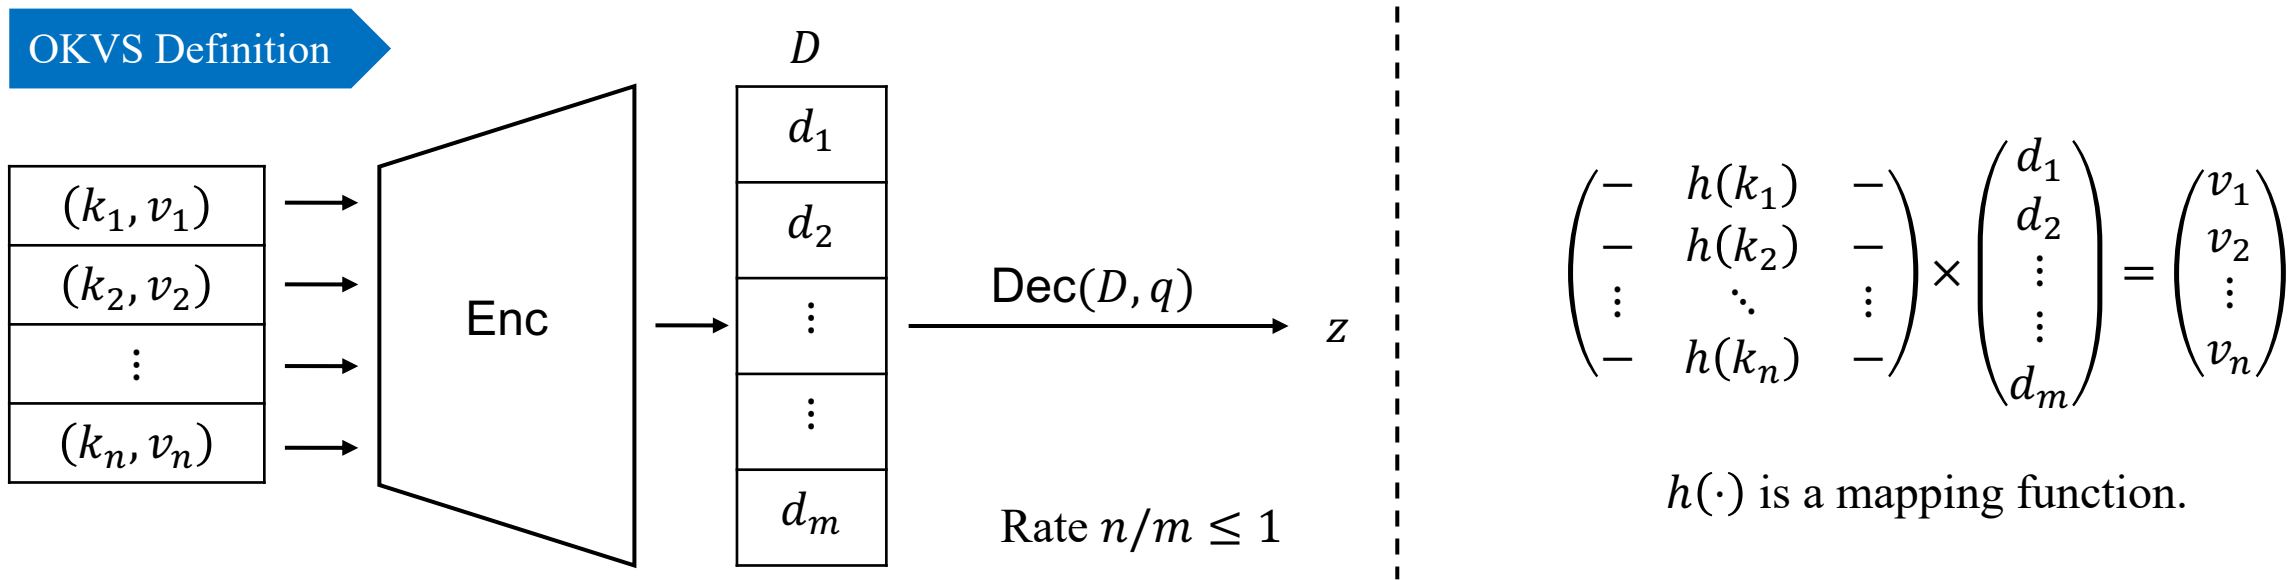 OKVS Definition
(k₁, v₁)
(k₂, v₂)
⋮
(kₙ, vₙ)
Enc
D
d₁
d₂
⋮
⋮
dₘ
Dec(D, q)
z
Rate n/m ≤ 1
− h(k₁) −
− h(k₂) −
⋮ ⋱ ⋮
− h(kₙ) −
×
d₁
d₂
⋮
⋮
dₘ
=
v₁
v₂
⋮
vₙ
h(·) is a mapping function.